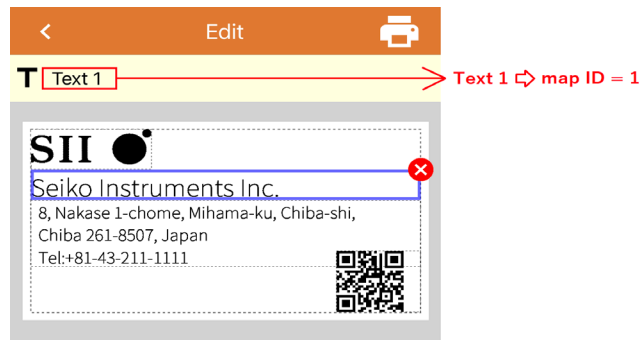 Edit
T Text 1
Text 1 ⇨ map ID = 1
SII
Seiko Instruments Inc.
8, Nakase 1-chome, Mihama-ku, Chiba-shi,
Chiba 261-8507, Japan
Tel:+81-43-211-1111